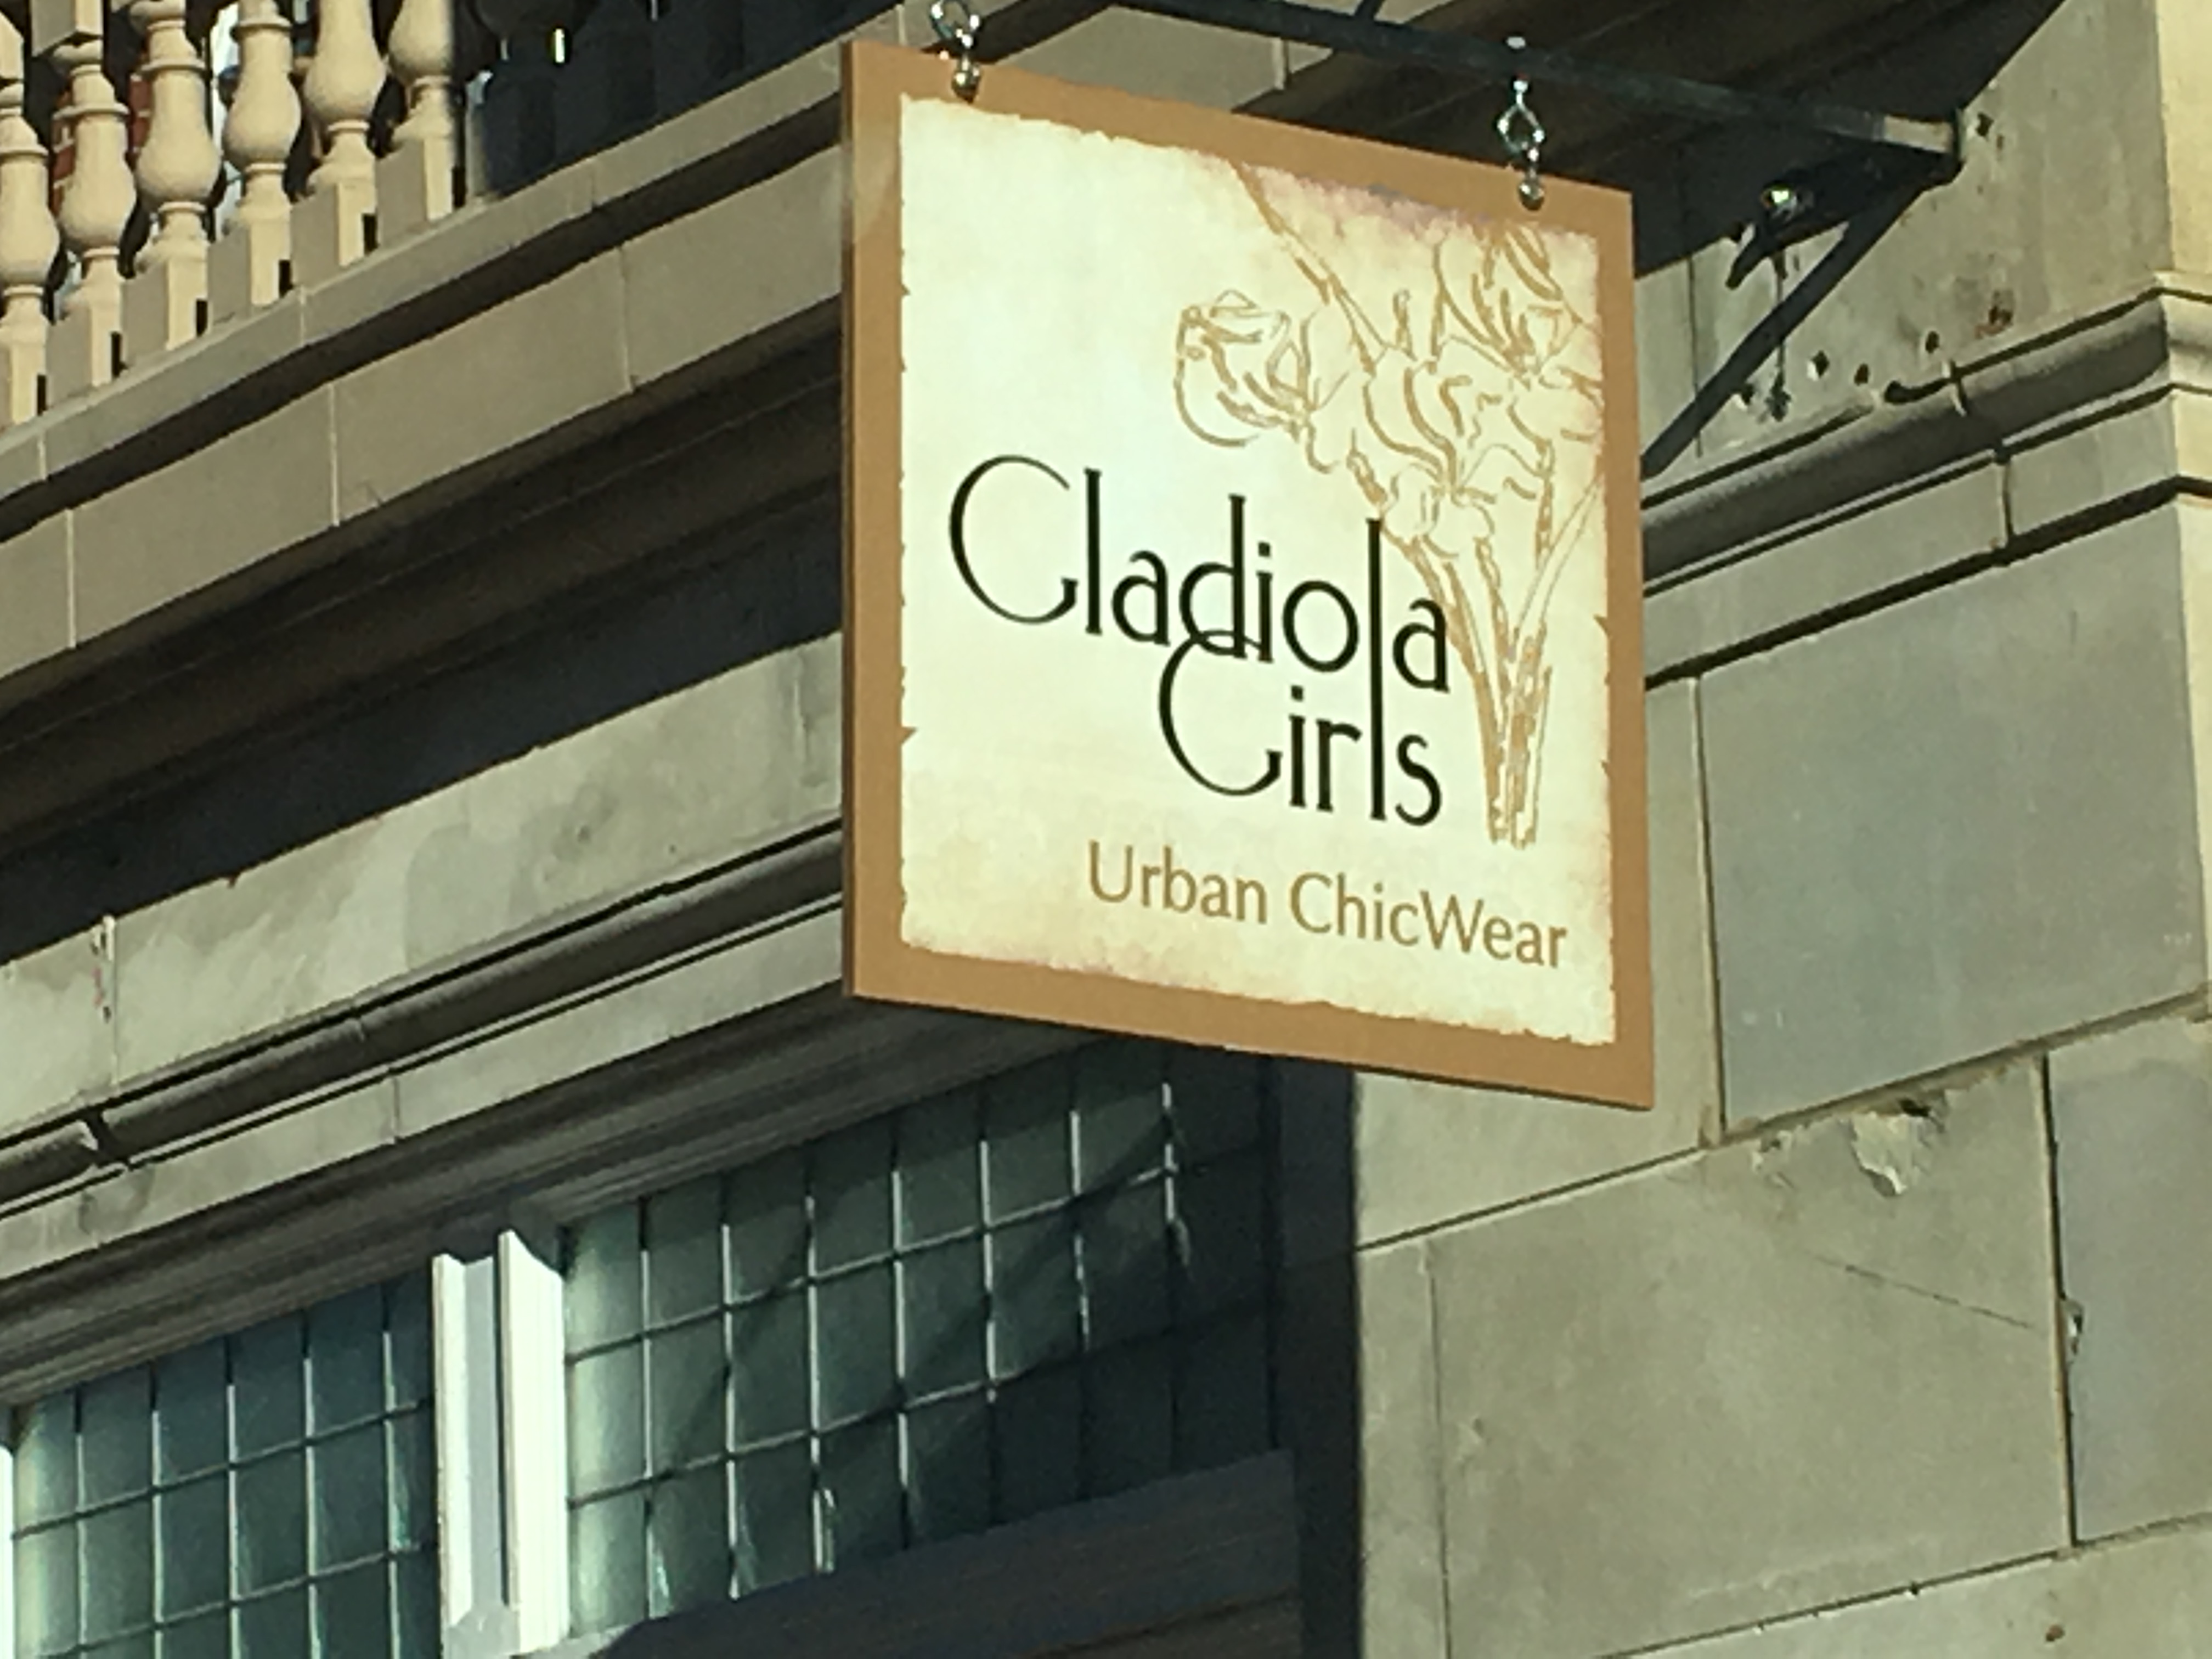 Gladiola
Girls
Urban ChicWear